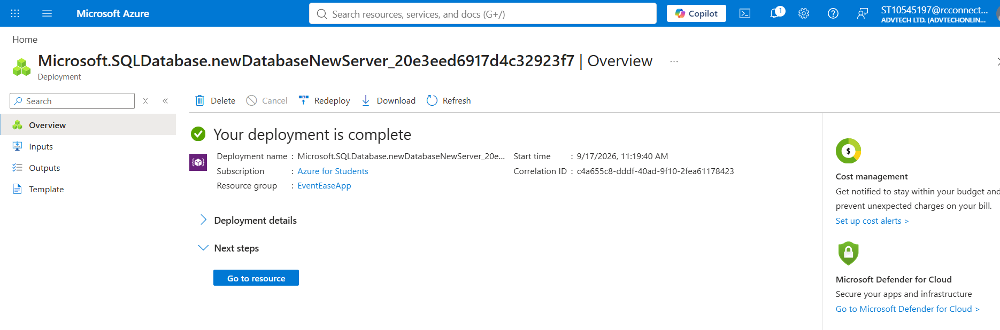 Microsoft Azure
Search resources, services, and docs (G+/)
Copilot
1
ST10545197@rcconnect...
ADVTECH LTD. (ADVTECHONLIN...
Home
Microsoft.SQLDatabase.newDatabaseNewServer_20e3eed6917d4c32923f7 | Overview ...
Deployment
Search
Delete Cancel Redeploy Download Refresh
Overview
Inputs
Outputs
Template
Your deployment is complete
Deployment name : Microsoft.SQLDatabase.newDatabaseNewServer_20e... Start time : 9/17/2026, 11:19:40 AM
Subscription : Azure for Students Correlation ID : c4a655c8-dddf-40ad-9f10-2fea61178423
Resource group : EventEaseApp
Deployment details
Next steps
Go to resource
$
Cost management
Get notified to stay within your budget and
prevent unexpected charges on your bill.
Set up cost alerts >
Microsoft Defender for Cloud
Secure your apps and infrastructure
Go to Microsoft Defender for Cloud >